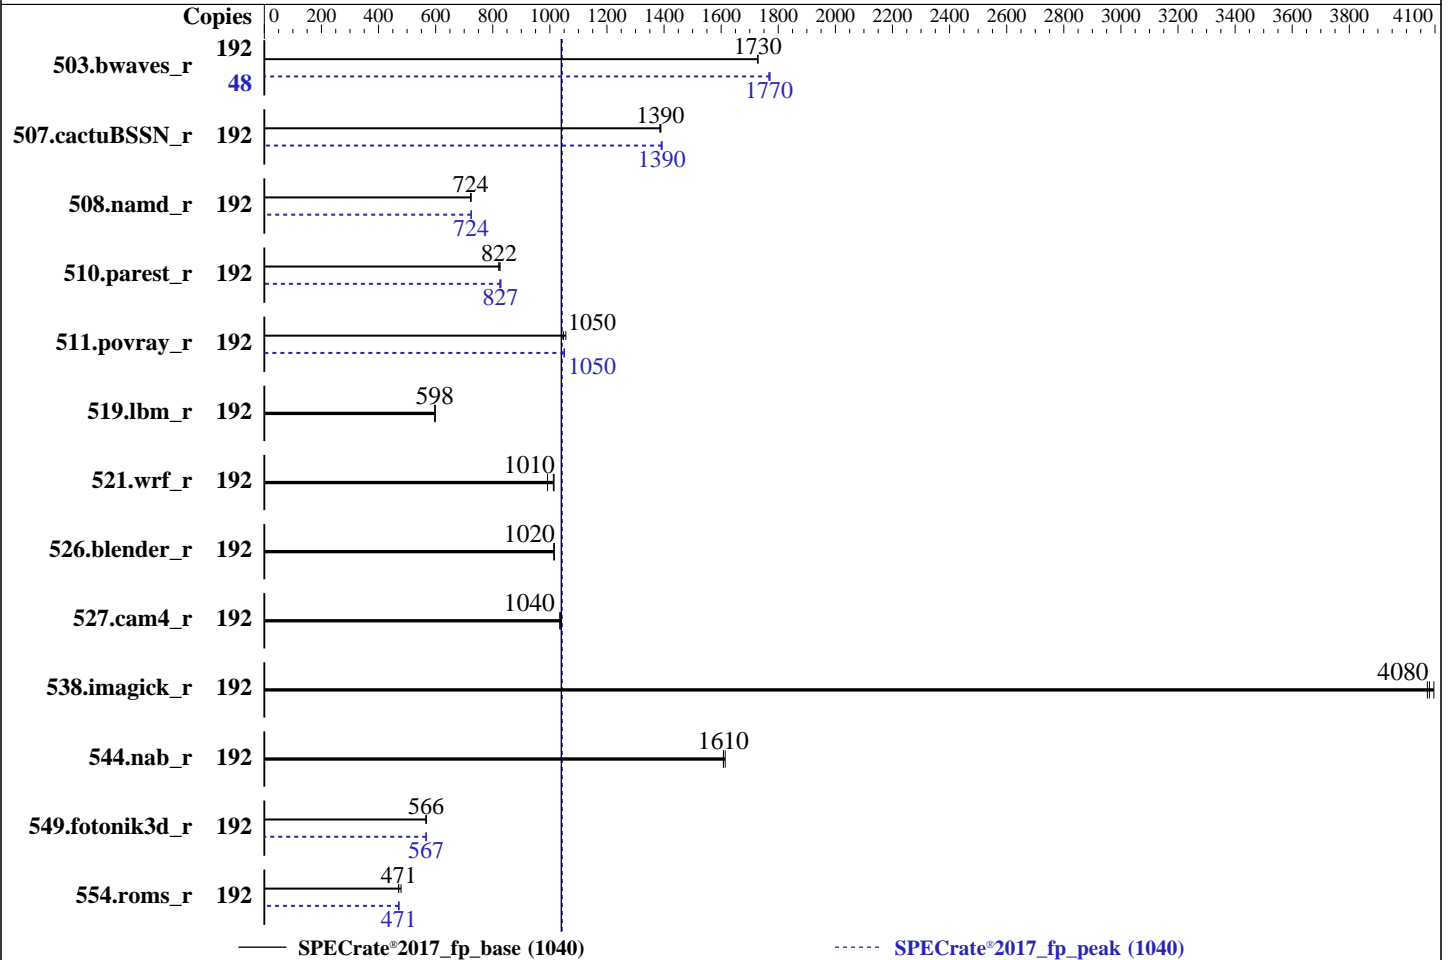 Copies 0 200 400 600 800 1000 1200 1400 1600 1800 2000 2200 2400 2600 2800 3000 3200 3400 3600 3800 4100
503.bwaves_r 192 1730
48 1770
507.cactuBSSN_r 192 1390
1390
508.namd_r 192 724
724
510.parest_r 192 822
827
511.povray_r 192 1050
1050
519.lbm_r 192 598
521.wrf_r 192 1010
526.blender_r 192 1020
527.cam4_r 192 1040
538.imagick_r 192 4080
544.nab_r 192 1610
549.fotonik3d_r 192 566
567
554.roms_r 192 471
471
SPECrate®2017_fp_base (1040) SPECrate®2017_fp_peak (1040)